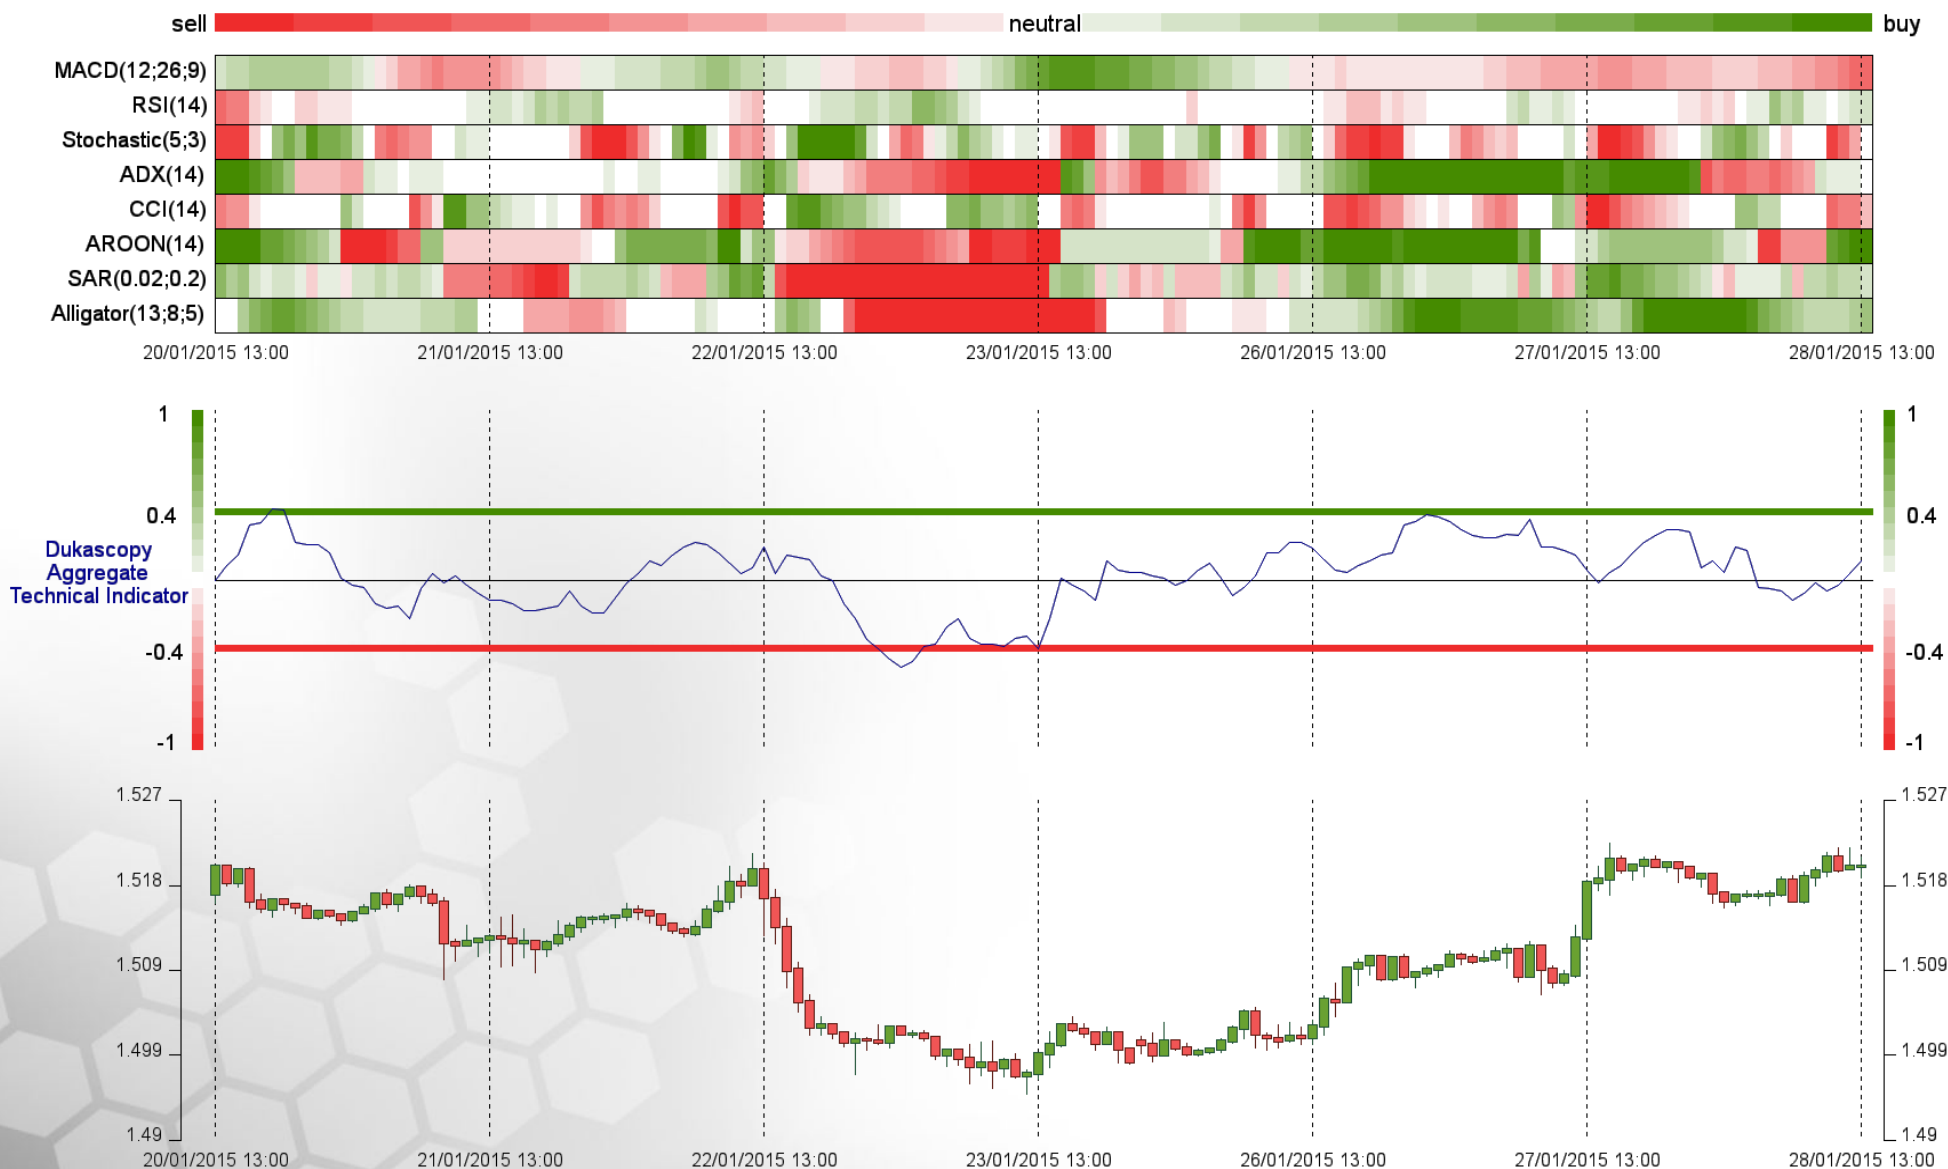 sell neutral buy
MACD(12;26;9)
RSI(14)
Stochastic(5;3)
ADX(14)
CCI(14)
AROON(14)
SAR(0.02;0.2)
Alligator(13;8;5)
20/01/2015 13:00 21/01/2015 13:00 22/01/2015 13:00 23/01/2015 13:00 26/01/2015 13:00 27/01/2015 13:00 28/01/2015 13:00
1 1
0.4 0.4
Dukascopy
Aggregate
Technical Indicator
-0.4 -0.4
-1 -1
1.527 1.527
1.518 1.518
1.509 1.509
1.499 1.499
1.49 1.49
20/01/2015 13:00 21/01/2015 13:00 22/01/2015 13:00 23/01/2015 13:00 26/01/2015 13:00 27/01/2015 13:00 28/01/2015 13:00